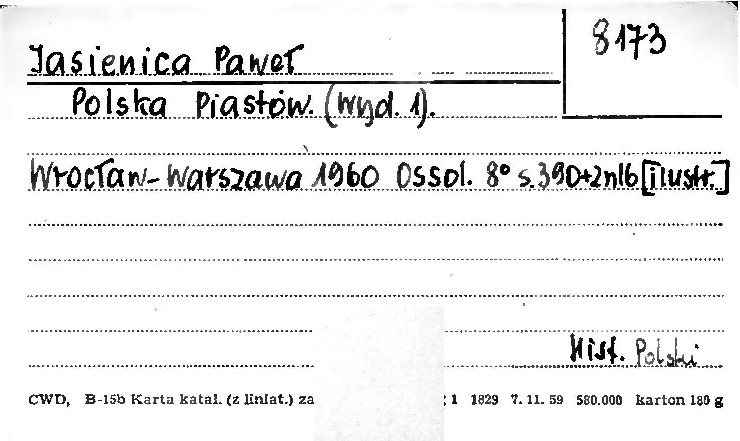 8173
Jasienica Paweł
Polska Piastów. (Wyd. 1).
Wrocław-Warszawa 1960 Ossol. 8° s.390+2nlb [ilustr.]
Hist. Polski
CWD, B-15b Karta katal. (z liniat.) za 1 1829 7. 11. 59 580.000 karton 180 g